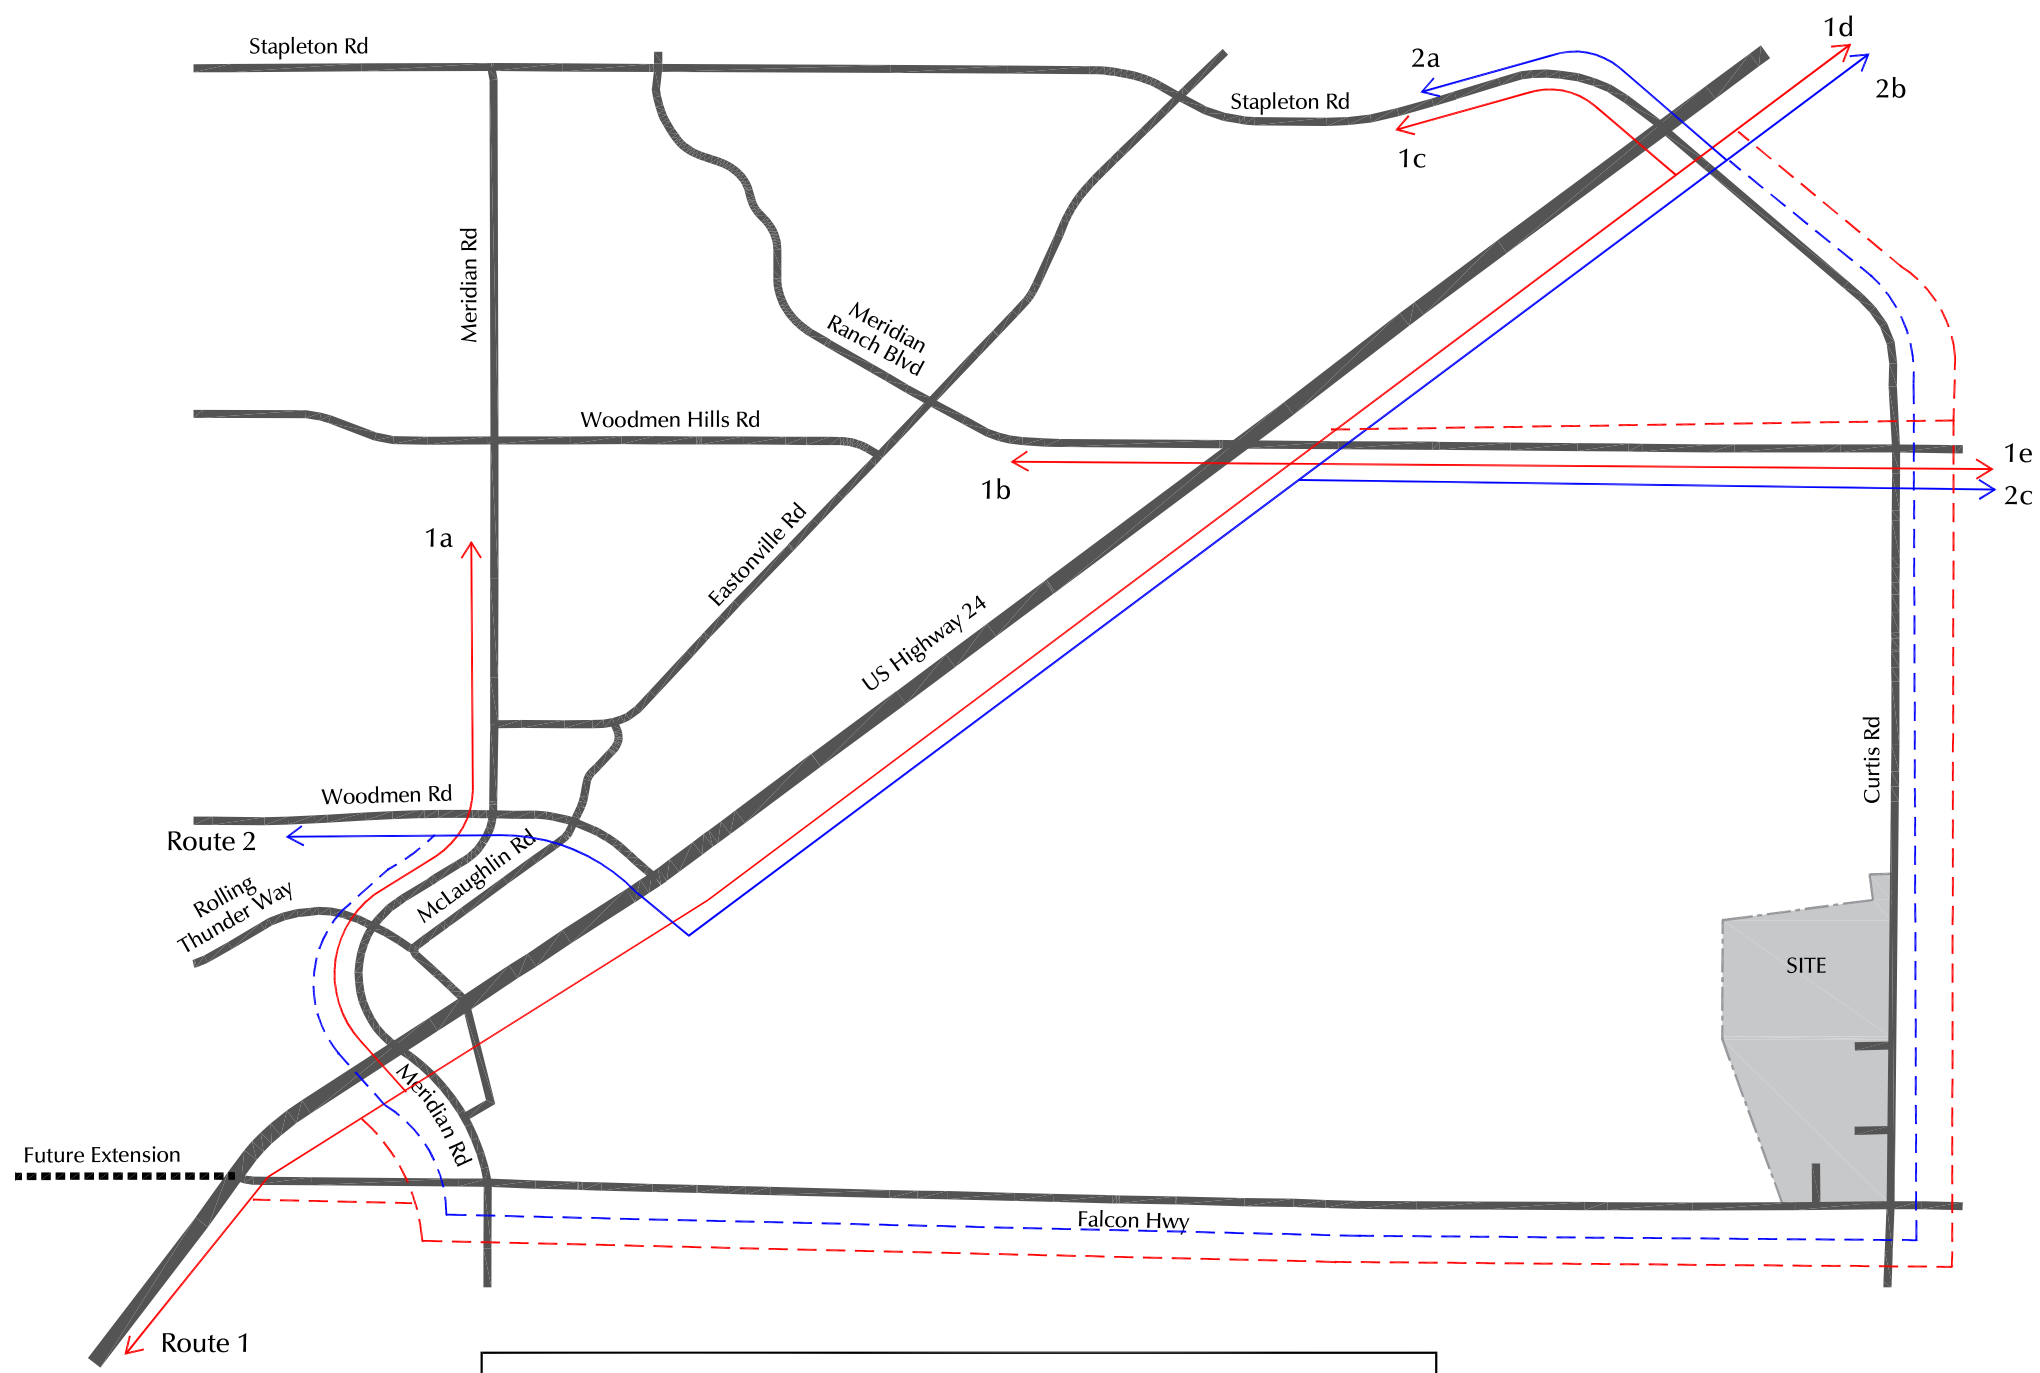 1d
Stapleton Rd
2a
2b
Stapleton Rd
1c
Meridian Rd
Meridian
Ranch Blvd
Woodmen Hills Rd
1e
1b
2c
1a
Eastonville Rd
US Highway 24
Curtis Rd
Woodmen Rd
Route 2
McLaughlin Rd
Rolling
Thunder Way
SITE
Meridian Rd
Future Extension
Falcon Hwy
Route 1